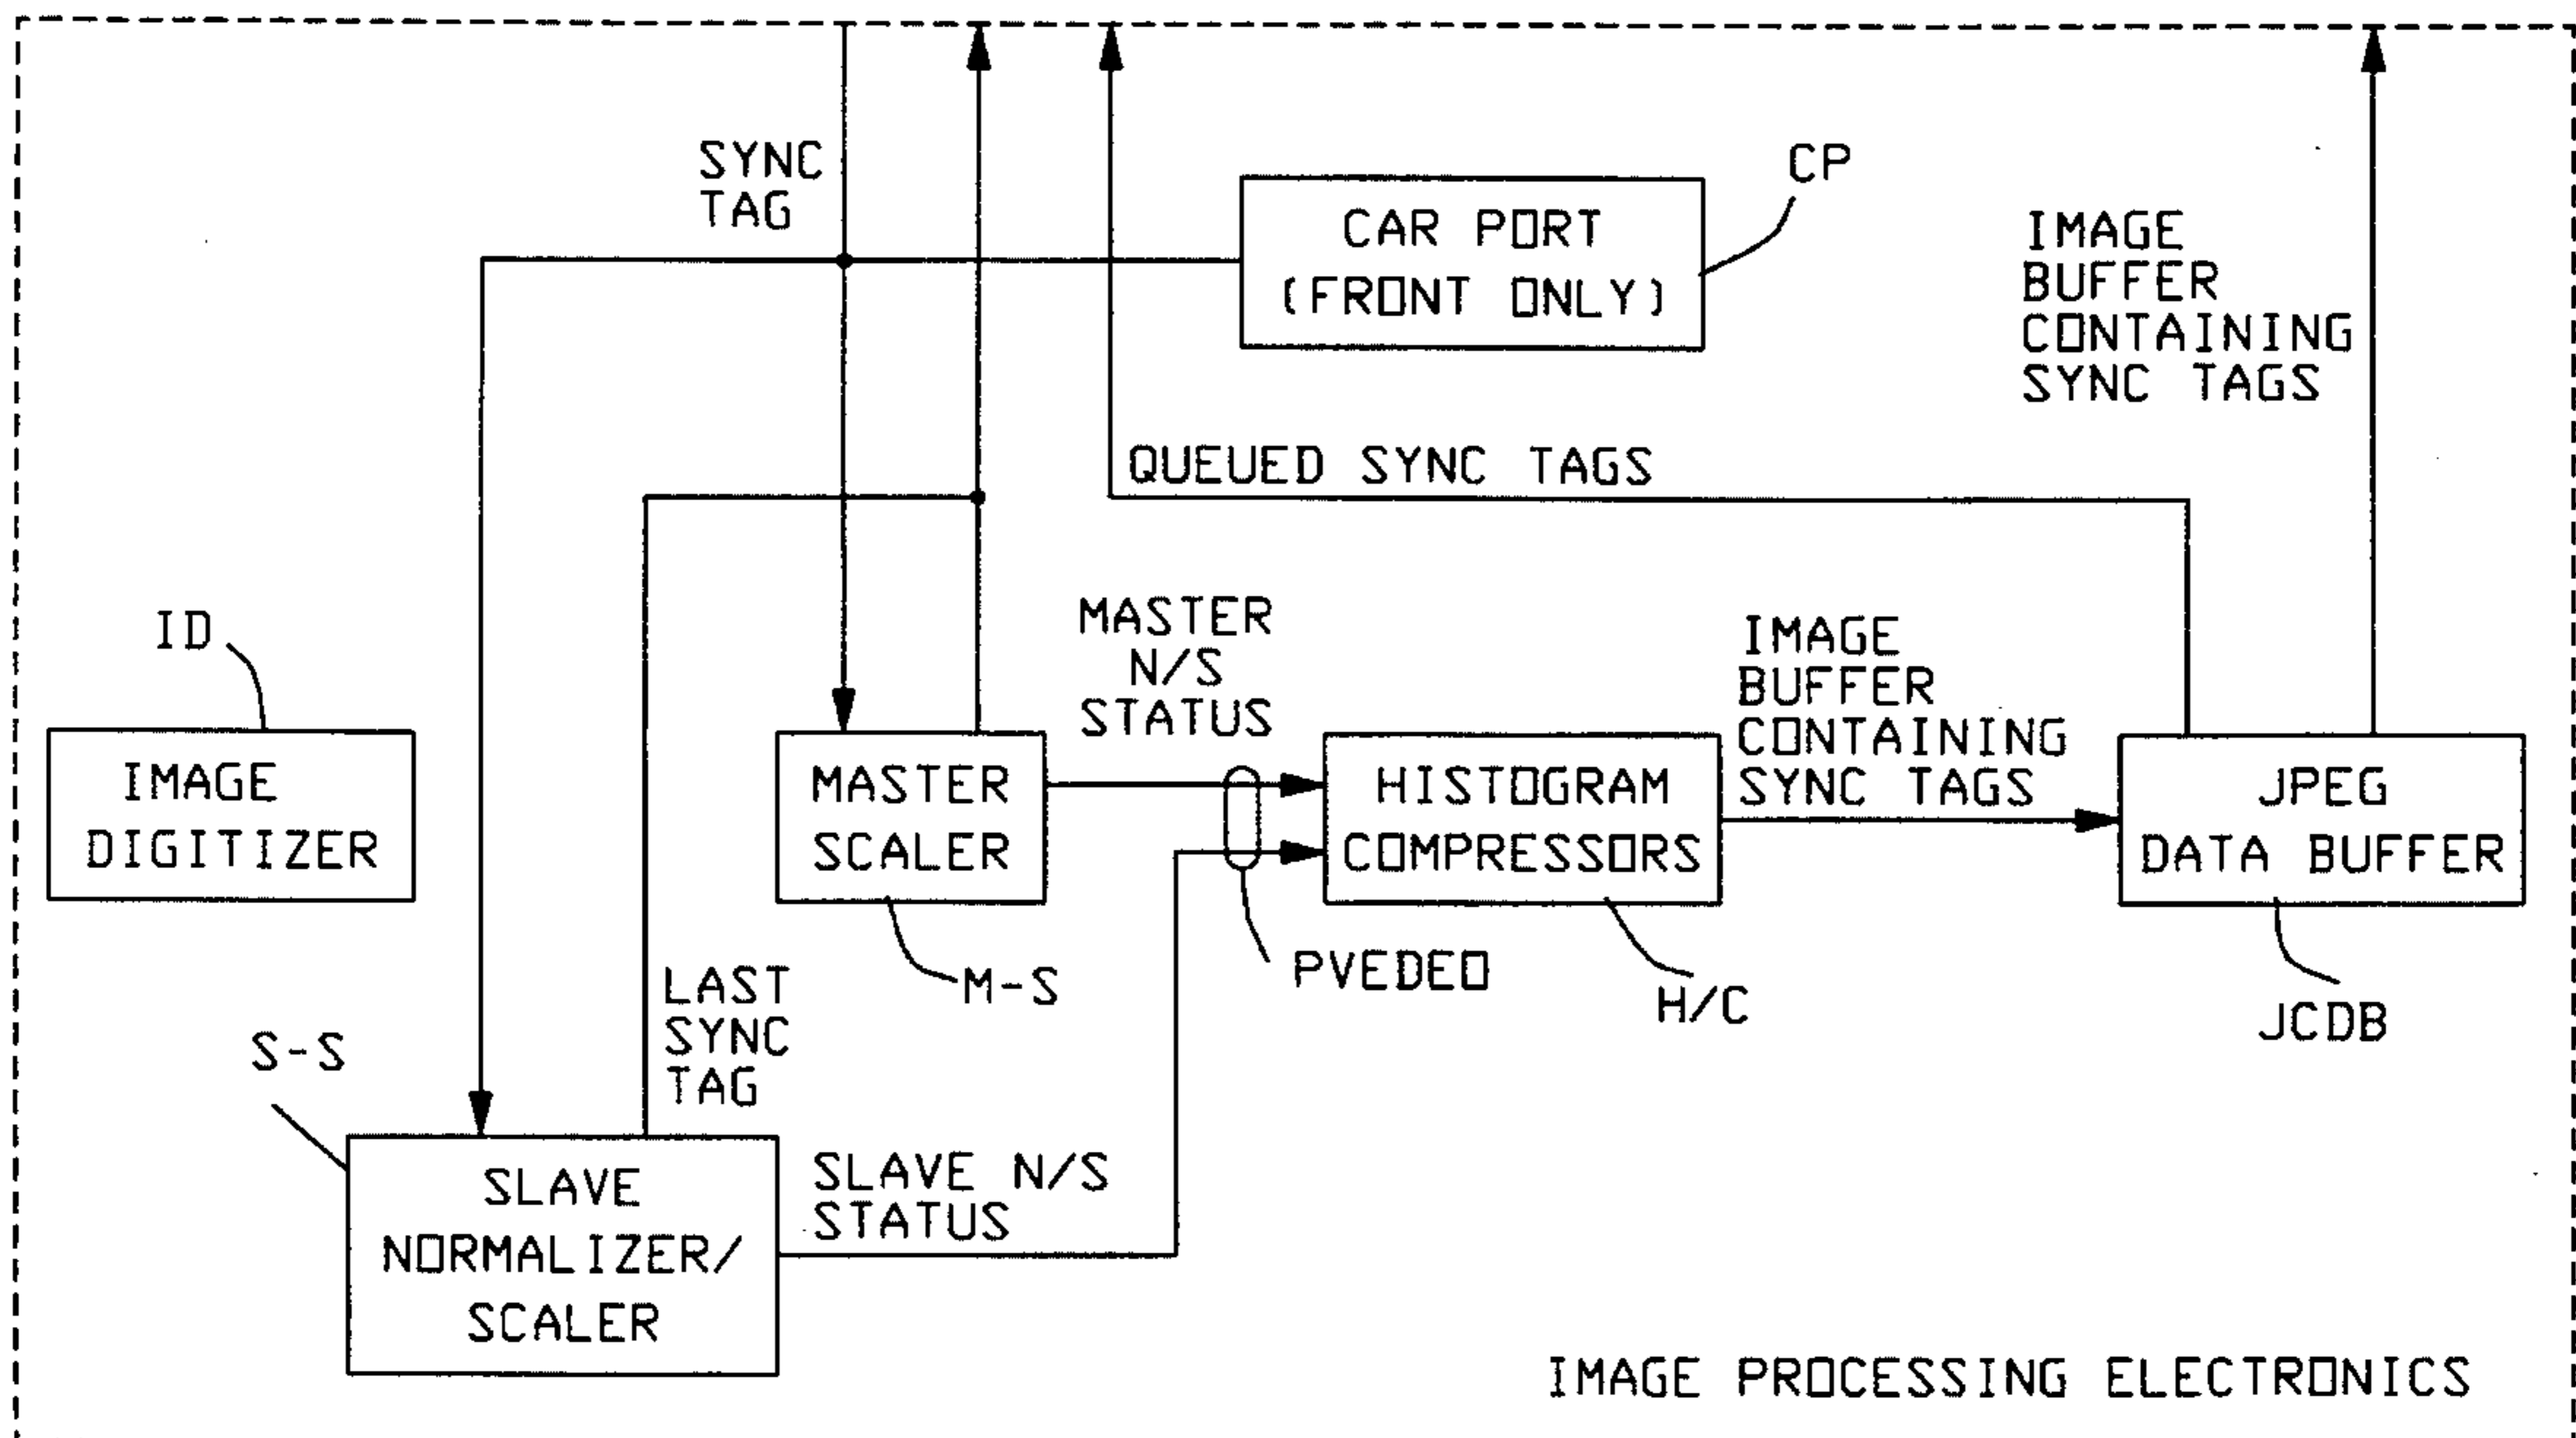 SYNC
TAG
CP
CAR PORT
(FRONT ONLY)
IMAGE
BUFFER
CONTAINING
SYNC TAGS
QUEUED SYNC TAGS
ID
MASTER
N/S
STATUS
IMAGE
BUFFER
CONTAINING
SYNC TAGS
IMAGE
DIGITIZER
MASTER
SCALER
HISTOGRAM
COMPRESSORS
JPEG
DATA BUFFER
M-S
PVEDEO
H/C
JCDB
LAST
SYNC
TAG
S-S
SLAVE
NORMALIZER/
SCALER
SLAVE N/S
STATUS
IMAGE PROCESSING ELECTRONICS